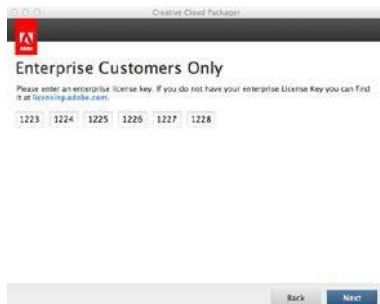 Creative Cloud Packager
Adobe
Enterprise Customers Only
Please enter an enterprise license key. If you do not have your enterprise License Key you can find
it at licensing.adobe.com.
1223 1224 1225 1226 1227 1228
Back Next